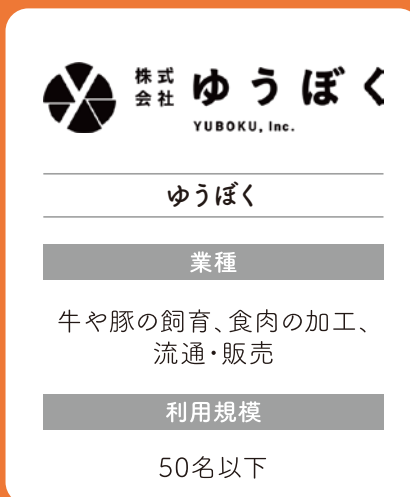 株式会社 ゆうぼく
YUBOKU, Inc.
ゆうぼく
業種
牛や豚の飼育、食肉の加工、
流通・販売
利用規模
50名以下